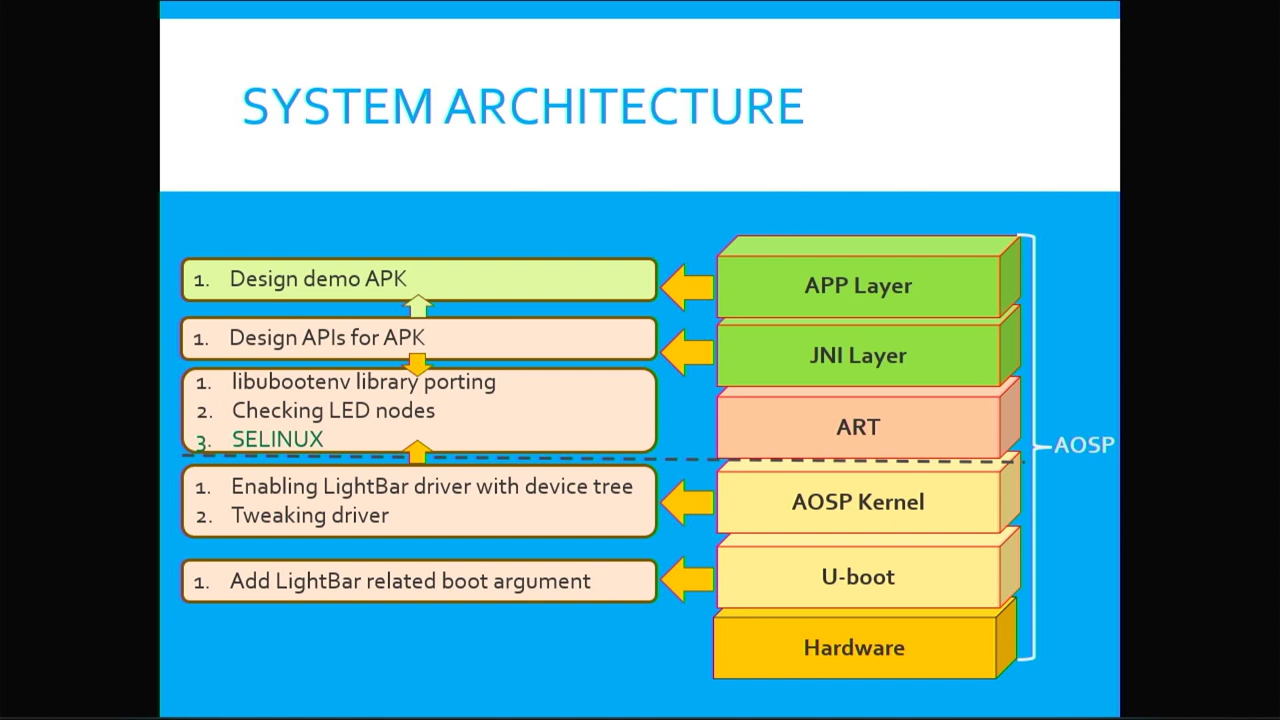 SYSTEM ARCHITECTURE
1. Design demo APK
1. Design APIs for APK
1. libubootenv library porting
2. Checking LED nodes
3. SELINUX
1. Enabling LightBar driver with device tree
2. Tweaking driver
1. Add LightBar related boot argument
APP Layer
JNI Layer
ART
AOSP Kernel
U-boot
Hardware
AOSP